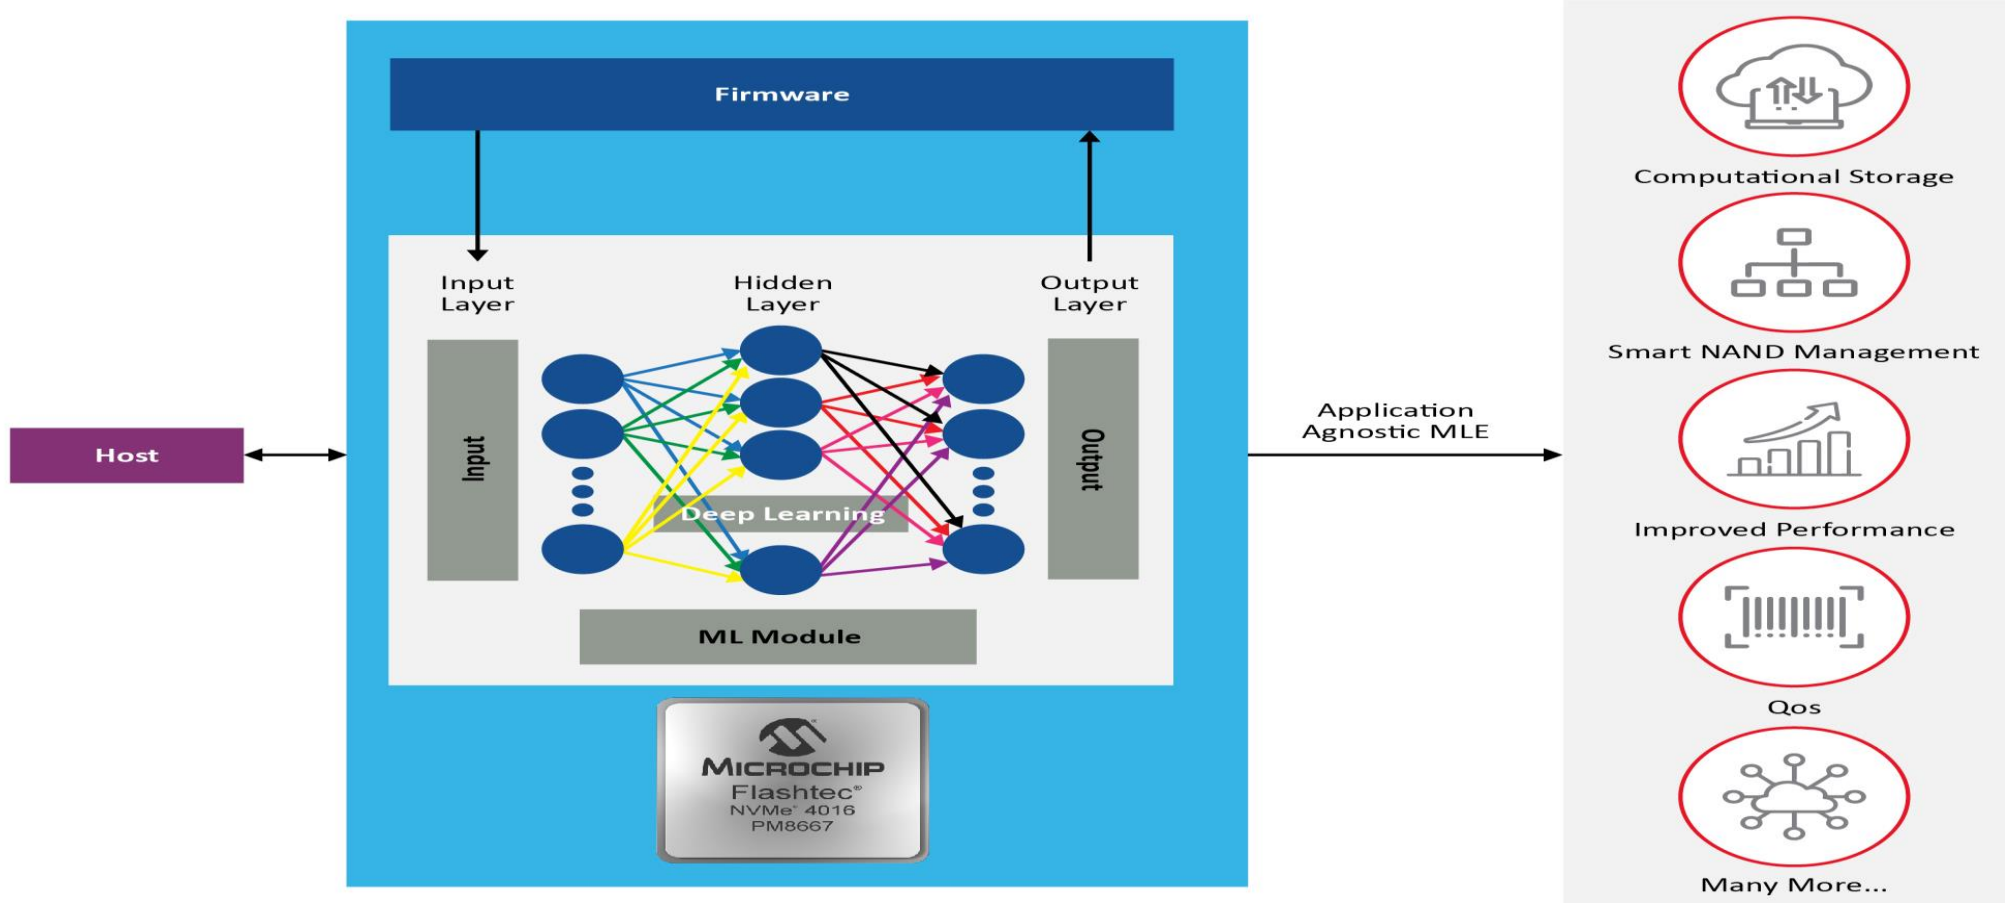 Firmware
Input
Layer
Hidden
Layer
Output
Layer
Input
Output
Deep Learning
ML Module
Host
MICROCHIP
Flashtec®
NVMe® 4016
PM8667
Application
Agnostic MLE
Computational Storage
Smart NAND Management
Improved Performance
Qos
Many More...